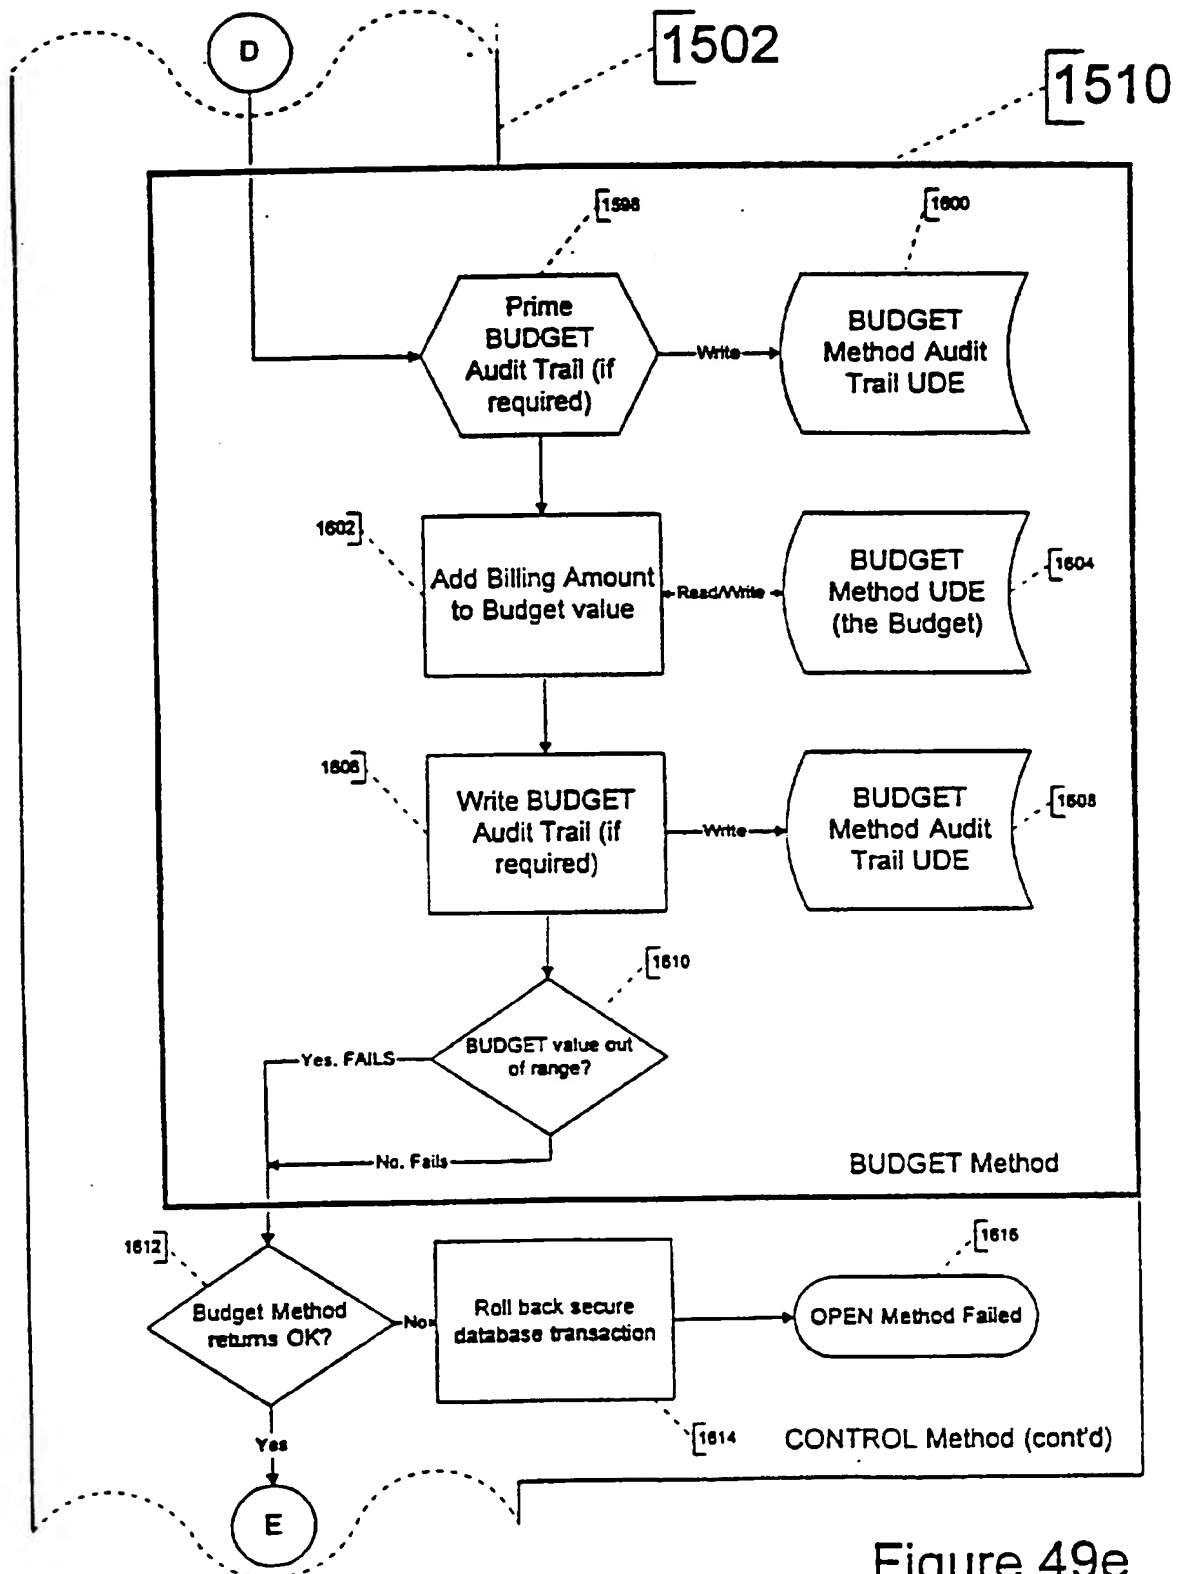 D
1502
1510
1598
1600
Prime
BUDGET
Audit Trail (if
required)
Write
BUDGET
Method Audit
Trail UDE
1602
Add Billing Amount
to Budget value
Read/Write
BUDGET
Method UDE
(the Budget)
1604
1606
Write BUDGET
Audit Trail (if
required)
Write
BUDGET
Method Audit
Trail UDE
1608
1610
BUDGET value out
of range?
Yes. FAILS
No. Fails
BUDGET Method
1612
Budget Method
returns OK?
No
Roll back secure
database transaction
1616
OPEN Method Failed
1614
Yes
CONTROL Method (cont'd)
E
Figure 49e